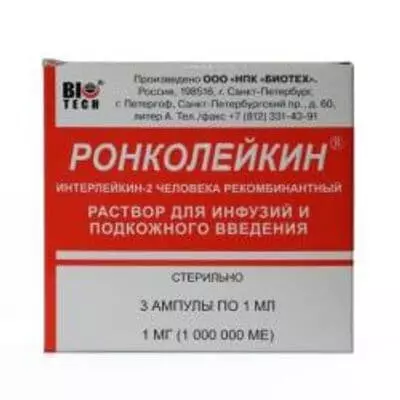 Произведено ООО «НПК «БИОТЕХ».
Россия, 198516, г. Санкт-Петербург,
г. Петергоф, Санкт-Петербургский пр., д. 60,
литер А. Тел./факс +7 (812) 331-43-91
BIO
TECH
РОНКОЛЕЙКИН®
ИНТЕРЛЕЙКИН-2 ЧЕЛОВЕКА РЕКОМБИНАНТНЫЙ
РАСТВОР ДЛЯ ИНФУЗИЙ И
ПОДКОЖНОГО ВВЕДЕНИЯ
СТЕРИЛЬНО
3 АМПУЛЫ ПО 1 МЛ
1 МГ (1 000 000 МЕ)